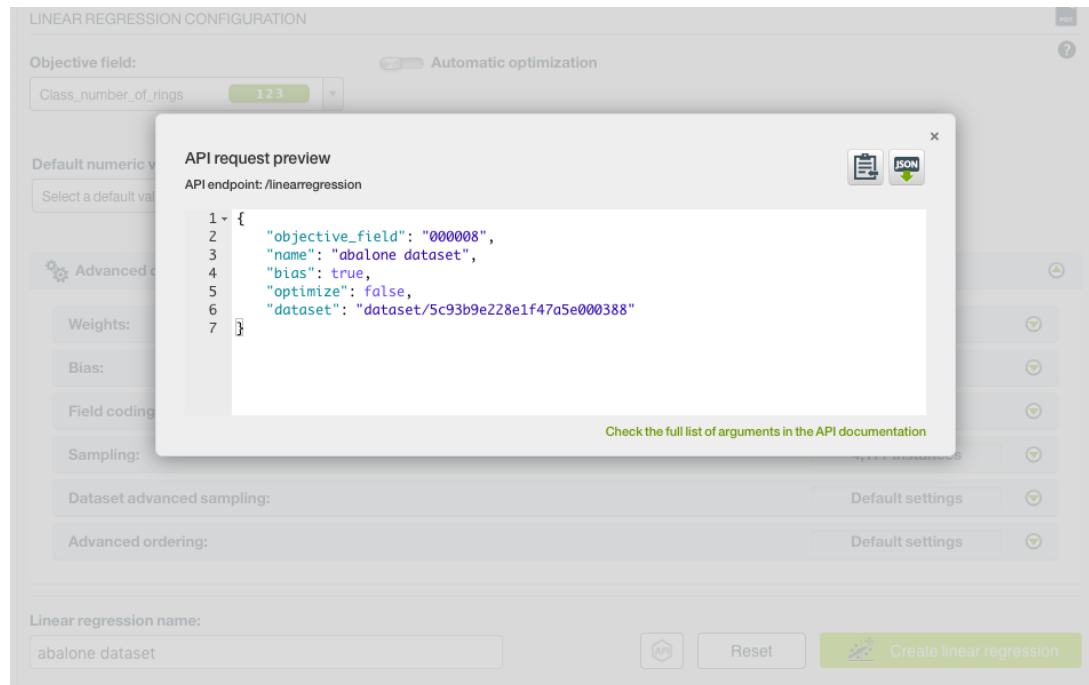 LINEAR REGRESSION CONFIGURATION
Objective field:
Automatic optimization
Class_number_of_rings
123
Default numeric v
Select a default val
API request preview
API endpoint: /linearregression
JSON
1 {
2 "objective_field": "000008",
3 "name": "abalone dataset",
4 "bias": true,
5 "optimize": false,
6 "dataset": "dataset/5c93b9e228e1f47a5e000388"
7 }
Check the full list of arguments in the API documentation
Advanced c
Weights:
Bias:
Field coding
Sampling:
Dataset advanced sampling:
Default settings
Advanced ordering:
Default settings
Linear regression name:
abalone dataset
API
Reset
Create linear regression